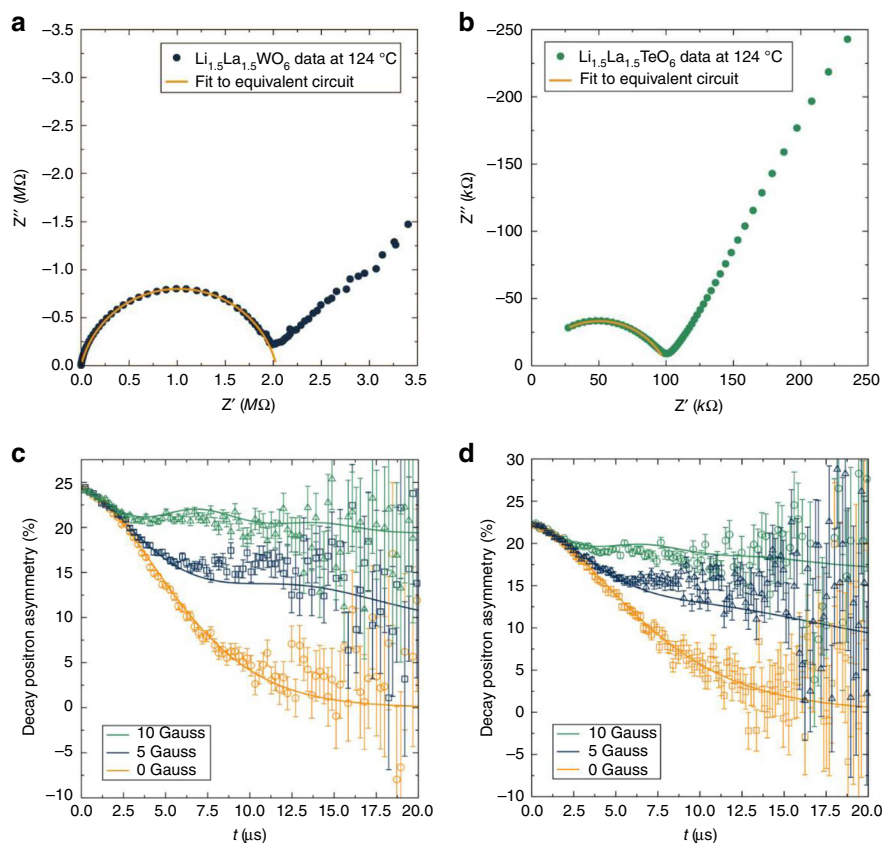 a
−3.5
−3.0
−2.5
−2.0
−1.5
−1.0
−0.5
0.0
Z′′ (MΩ)
Li1.5La1.5WO6 data at 124 °C
Fit to equivalent circuit
0.0 0.5 1.0 1.5 2.0 2.5 3.0 3.5
Z′ (MΩ)
b
−250
−200
−150
−100
−50
0
Z′′ (kΩ)
Li1.5La1.5TeO6 data at 124 °C
Fit to equivalent circuit
0 50 100 150 200 250
Z′ (kΩ)
c
25
20
15
10
5
0
−5
−10
Decay positron asymmetry (%)
10 Gauss
5 Gauss
0 Gauss
0.0 2.5 5.0 7.5 10.0 12.5 15.0 17.5 20.0
t (μs)
d
30
25
20
15
10
5
0
−5
−10
Decay positron asymmetry (%)
10 Gauss
5 Gauss
0 Gauss
0.0 2.5 5.0 7.5 10.0 12.5 15.0 17.5 20.0
t (μs)